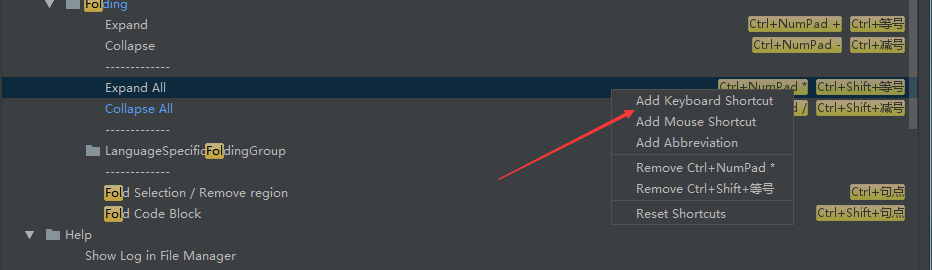 Folding
Expand Ctrl+NumPad + Ctrl+等号
Collapse Ctrl+NumPad - Ctrl+减号
-------------
Expand All Ctrl+NumPad * Ctrl+Shift+等号
Collapse All / Ctrl+Shift+减号
-------------
LanguageSpecificFoldingGroup
-------------
Fold Selection / Remove region Ctrl+句点
Fold Code Block Ctrl+Shift+句点
Help
Show Log in File Manager
Add Keyboard Shortcut
Add Mouse Shortcut
Add Abbreviation
Remove Ctrl+NumPad *
Remove Ctrl+Shift+等号
Reset Shortcuts